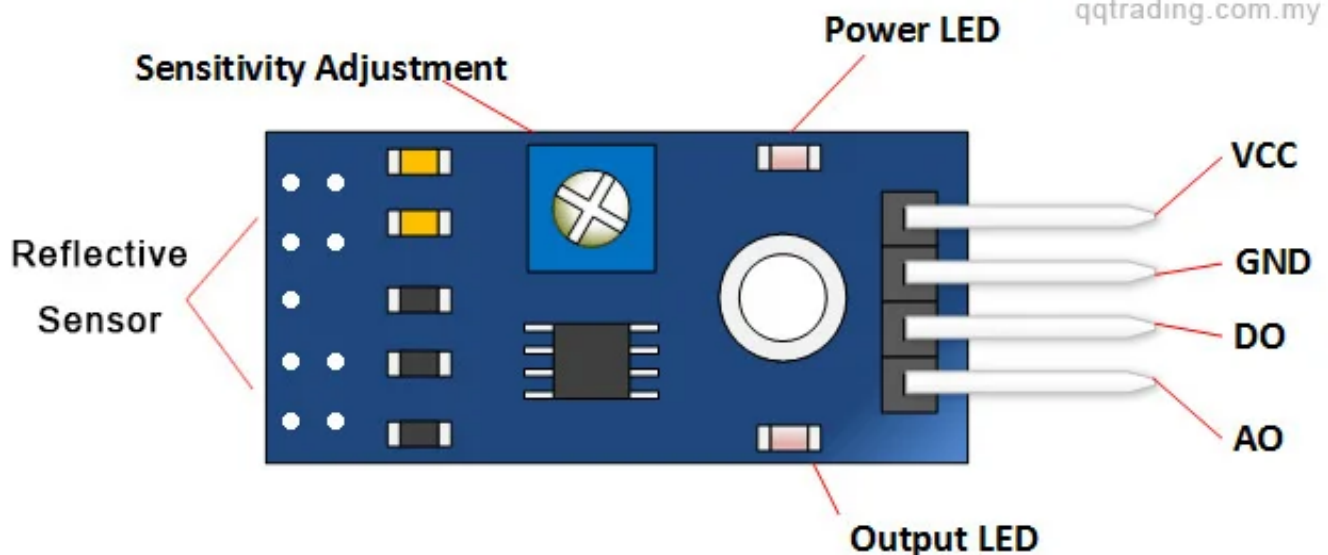 qqtrading.com.my
Power LED
Sensitivity Adjustment
VCC
Reflective
Sensor
GND
DO
AO
Output LED